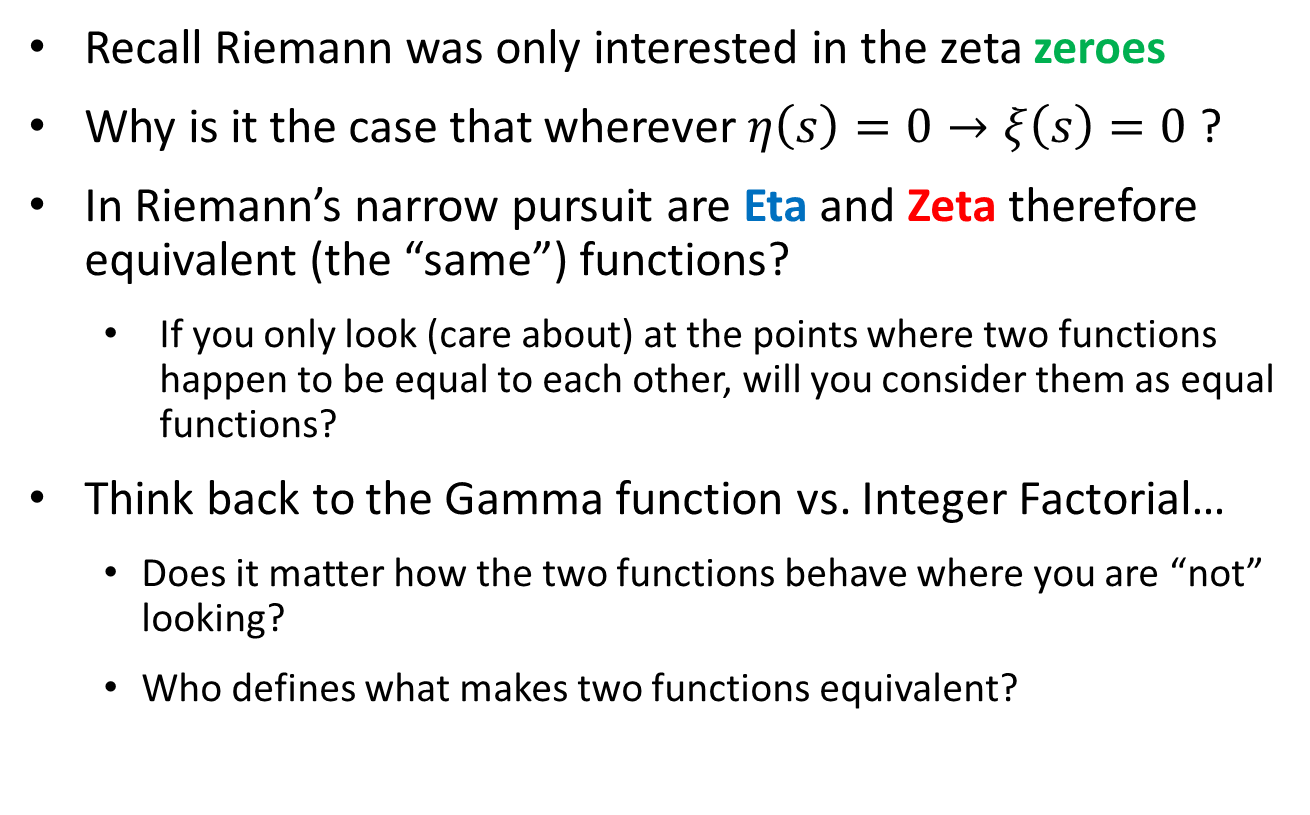 • Recall Riemann was only interested in the zeta zeroes
• Why is it the case that wherever η(s) = 0 → ξ(s) = 0 ?
• In Riemann’s narrow pursuit are Eta and Zeta therefore
equivalent (the “same”) functions?
• If you only look (care about) at the points where two functions
happen to be equal to each other, will you consider them as equal
functions?
• Think back to the Gamma function vs. Integer Factorial…
• Does it matter how the two functions behave where you are “not”
looking?
• Who defines what makes two functions equivalent?